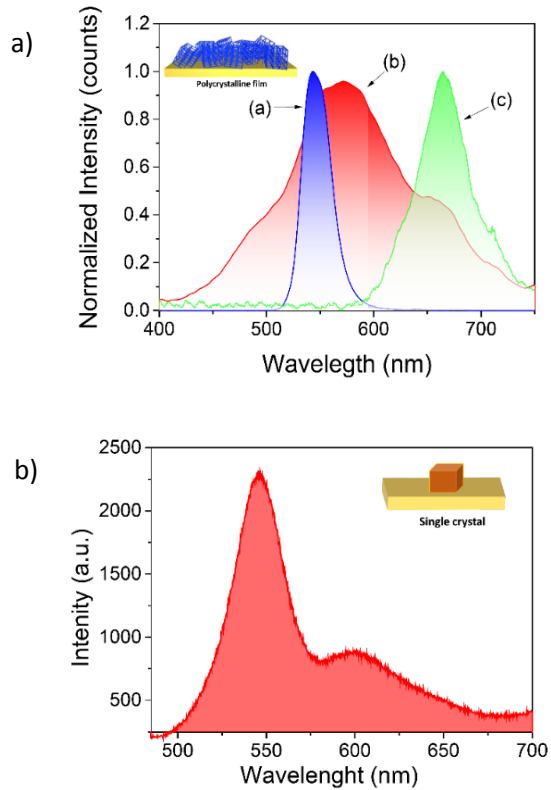 a)
Normalized Intensity (counts)
1.2
1.0
0.8
0.6
0.4
0.2
0.0
Polycrystalline film
(a)
(b)
(c)
400
500
600
700
Wavelegth (nm)
b)
Intenity (a.u.)
2500
2000
1500
1000
500
Single crystal
500
550
600
650
700
Wavelenght (nm)